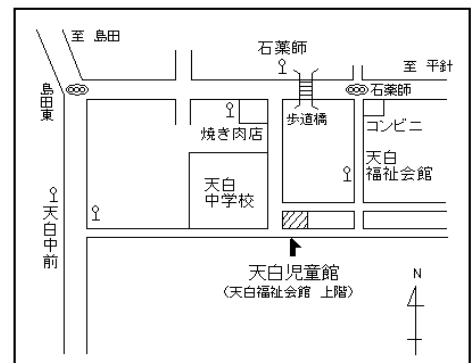 至 島田
石薬師
至 平針
島田東
石薬師
歩道橋
コンビニ
焼き肉店
天白
福祉会館
天白
中学校
天白中前
天白児童館
(天白福祉会館 上階)
N